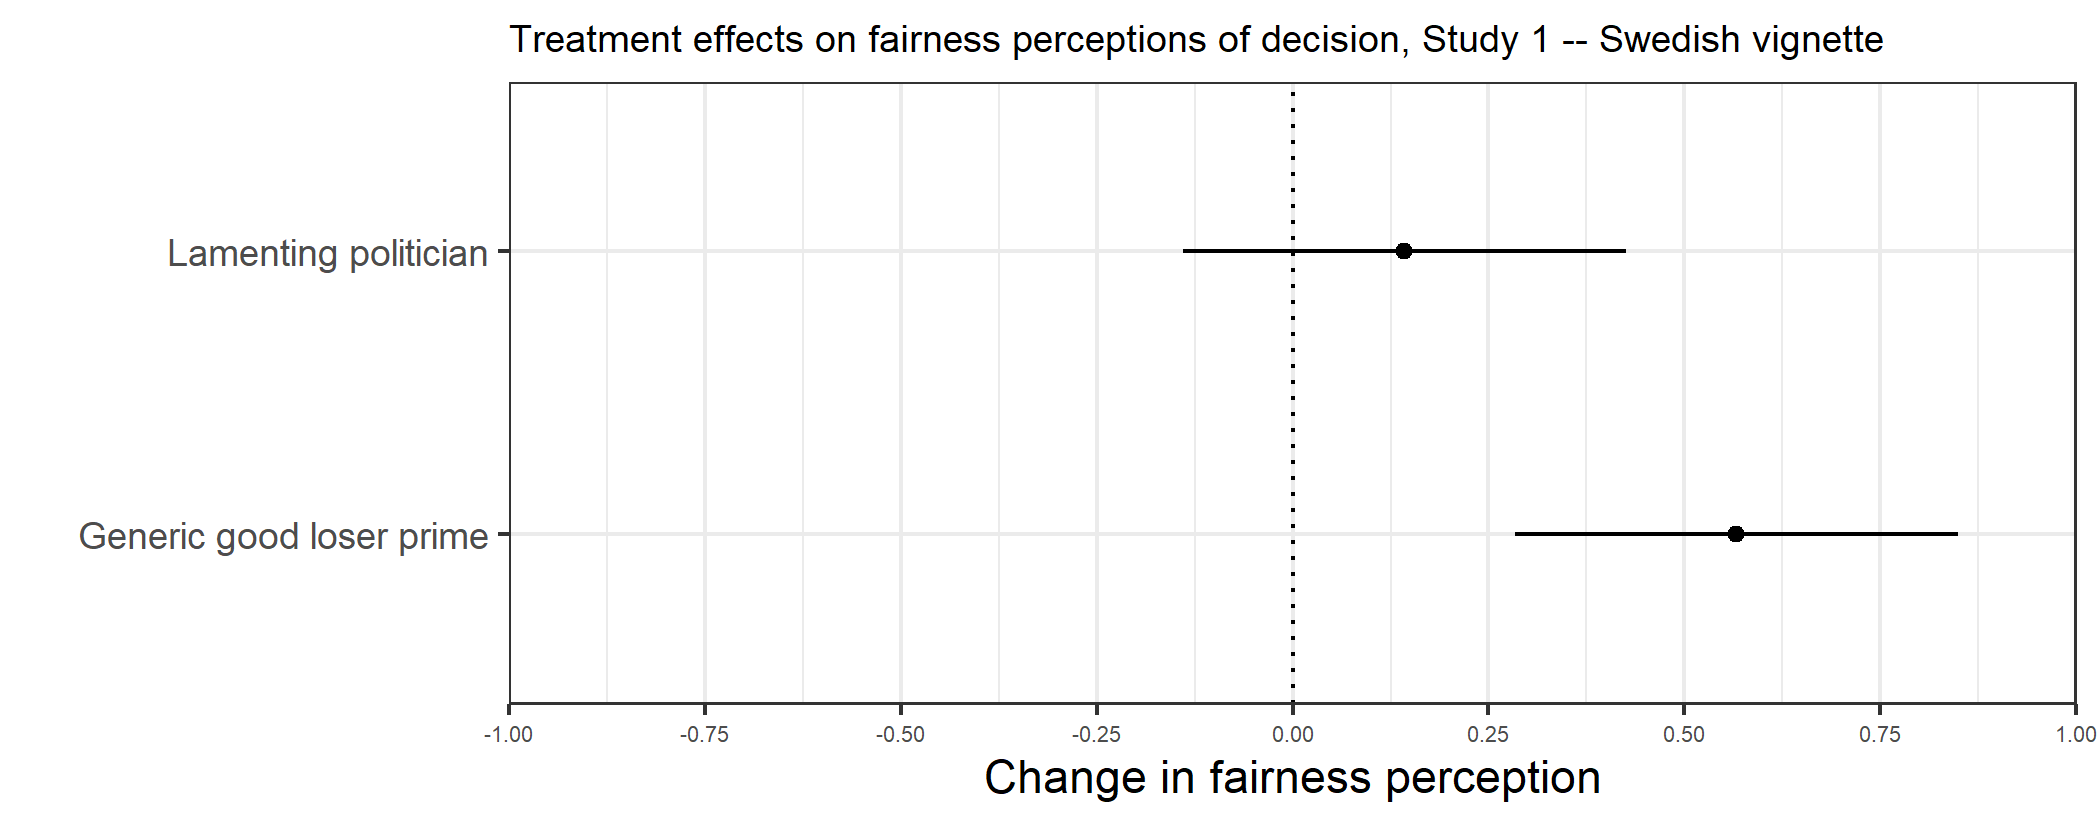 Treatment effects on fairness perceptions of decision, Study 1 -- Swedish vignette
Lamenting politician
Generic good loser prime
-1.00 -0.75 -0.50 -0.25 0.00 0.25 0.50 0.75 1.00
Change in fairness perception